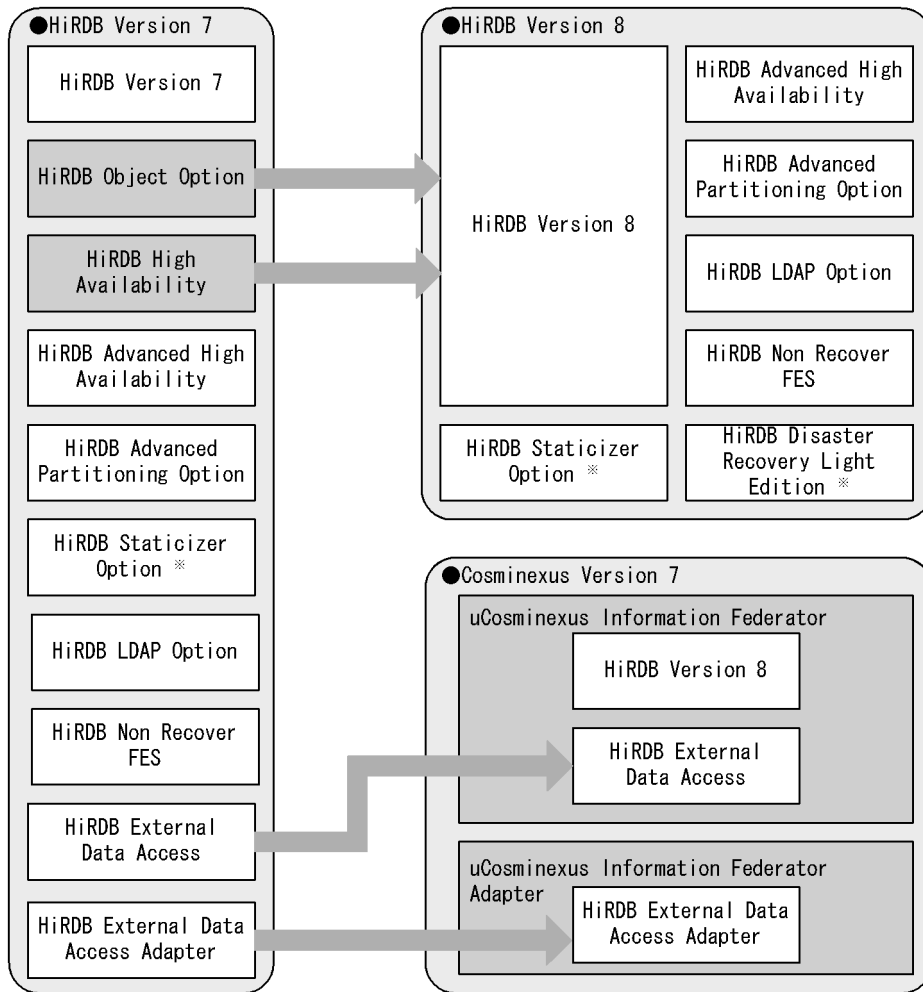 ●HiRDB Version 7
HiRDB Version 7
HiRDB Object Option
HiRDB High
Availability
HiRDB Advanced High
Availability
HiRDB Advanced
Partitioning Option
HiRDB Staticizer
Option ※
HiRDB LDAP Option
HiRDB Non Recover
FES
HiRDB External
Data Access
HiRDB External Data
Access Adapter
●HiRDB Version 8
HiRDB Version 8
HiRDB Staticizer
Option ※
HiRDB Advanced High
Availability
HiRDB Advanced
Partitioning Option
HiRDB LDAP Option
HiRDB Non Recover
FES
HiRDB Disaster
Recovery Light
Edition ※
●Cosminexus Version 7
uCosminexus Information Federator
HiRDB Version 8
HiRDB External
Data Access
uCosminexus Information Federator
Adapter
HiRDB External Data
Access Adapter